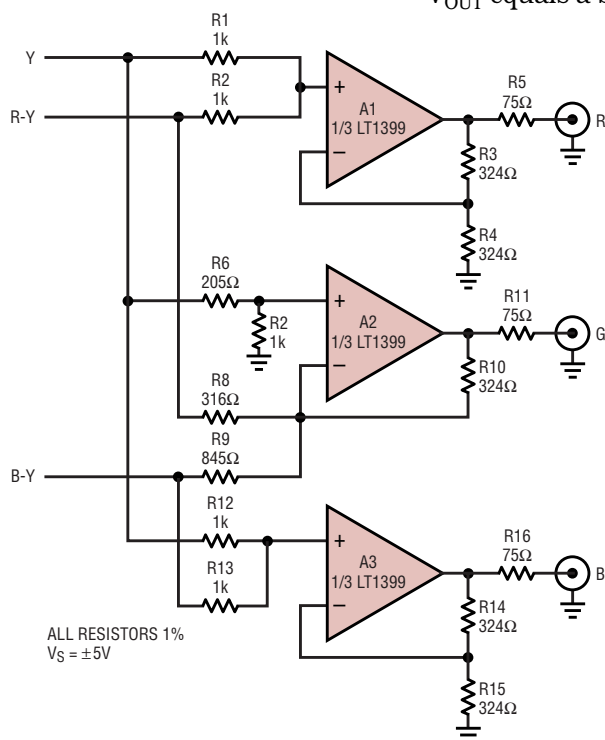 VOUT equals a
R1
1k
Y
R2
1k
R-Y
+
–
A1
1/3 LT1399
R5
75Ω
R
R3
324Ω
R4
324Ω
R6
205Ω
R2
1k
+
–
A2
1/3 LT1399
R11
75Ω
G
R10
324Ω
R8
316Ω
R9
845Ω
B-Y
R12
1k
R13
1k
+
–
A3
1/3 LT1399
R16
75Ω
B
R14
324Ω
R15
324Ω
ALL RESISTORS 1%
VS = ±5V